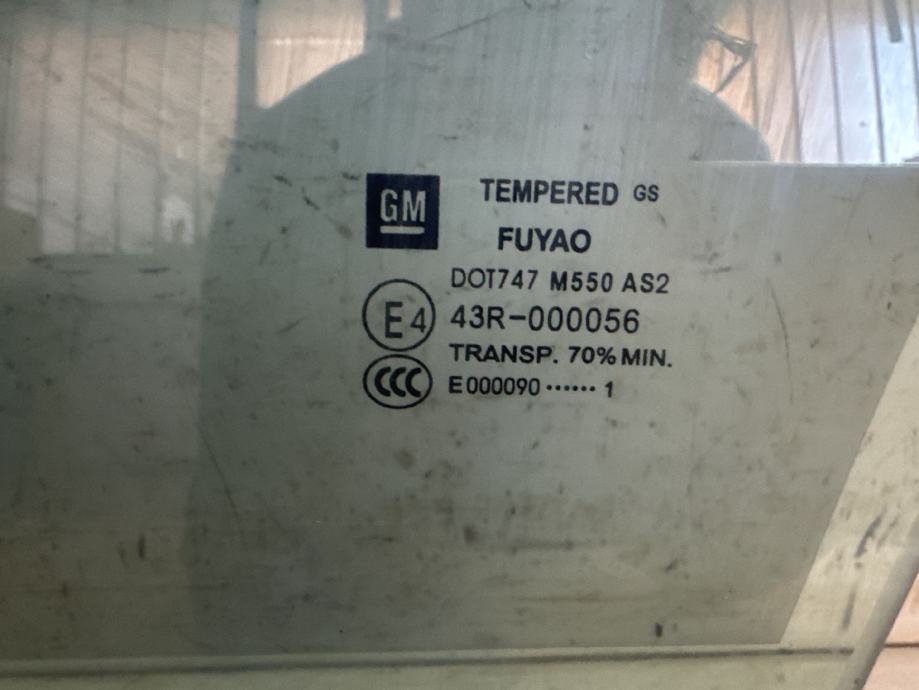 GM
TEMPERED GS
FUYAO
DOT747 M550 AS2
E4 43R-000056
TRANSP. 70% MIN.
CCC E000090 ······ 1